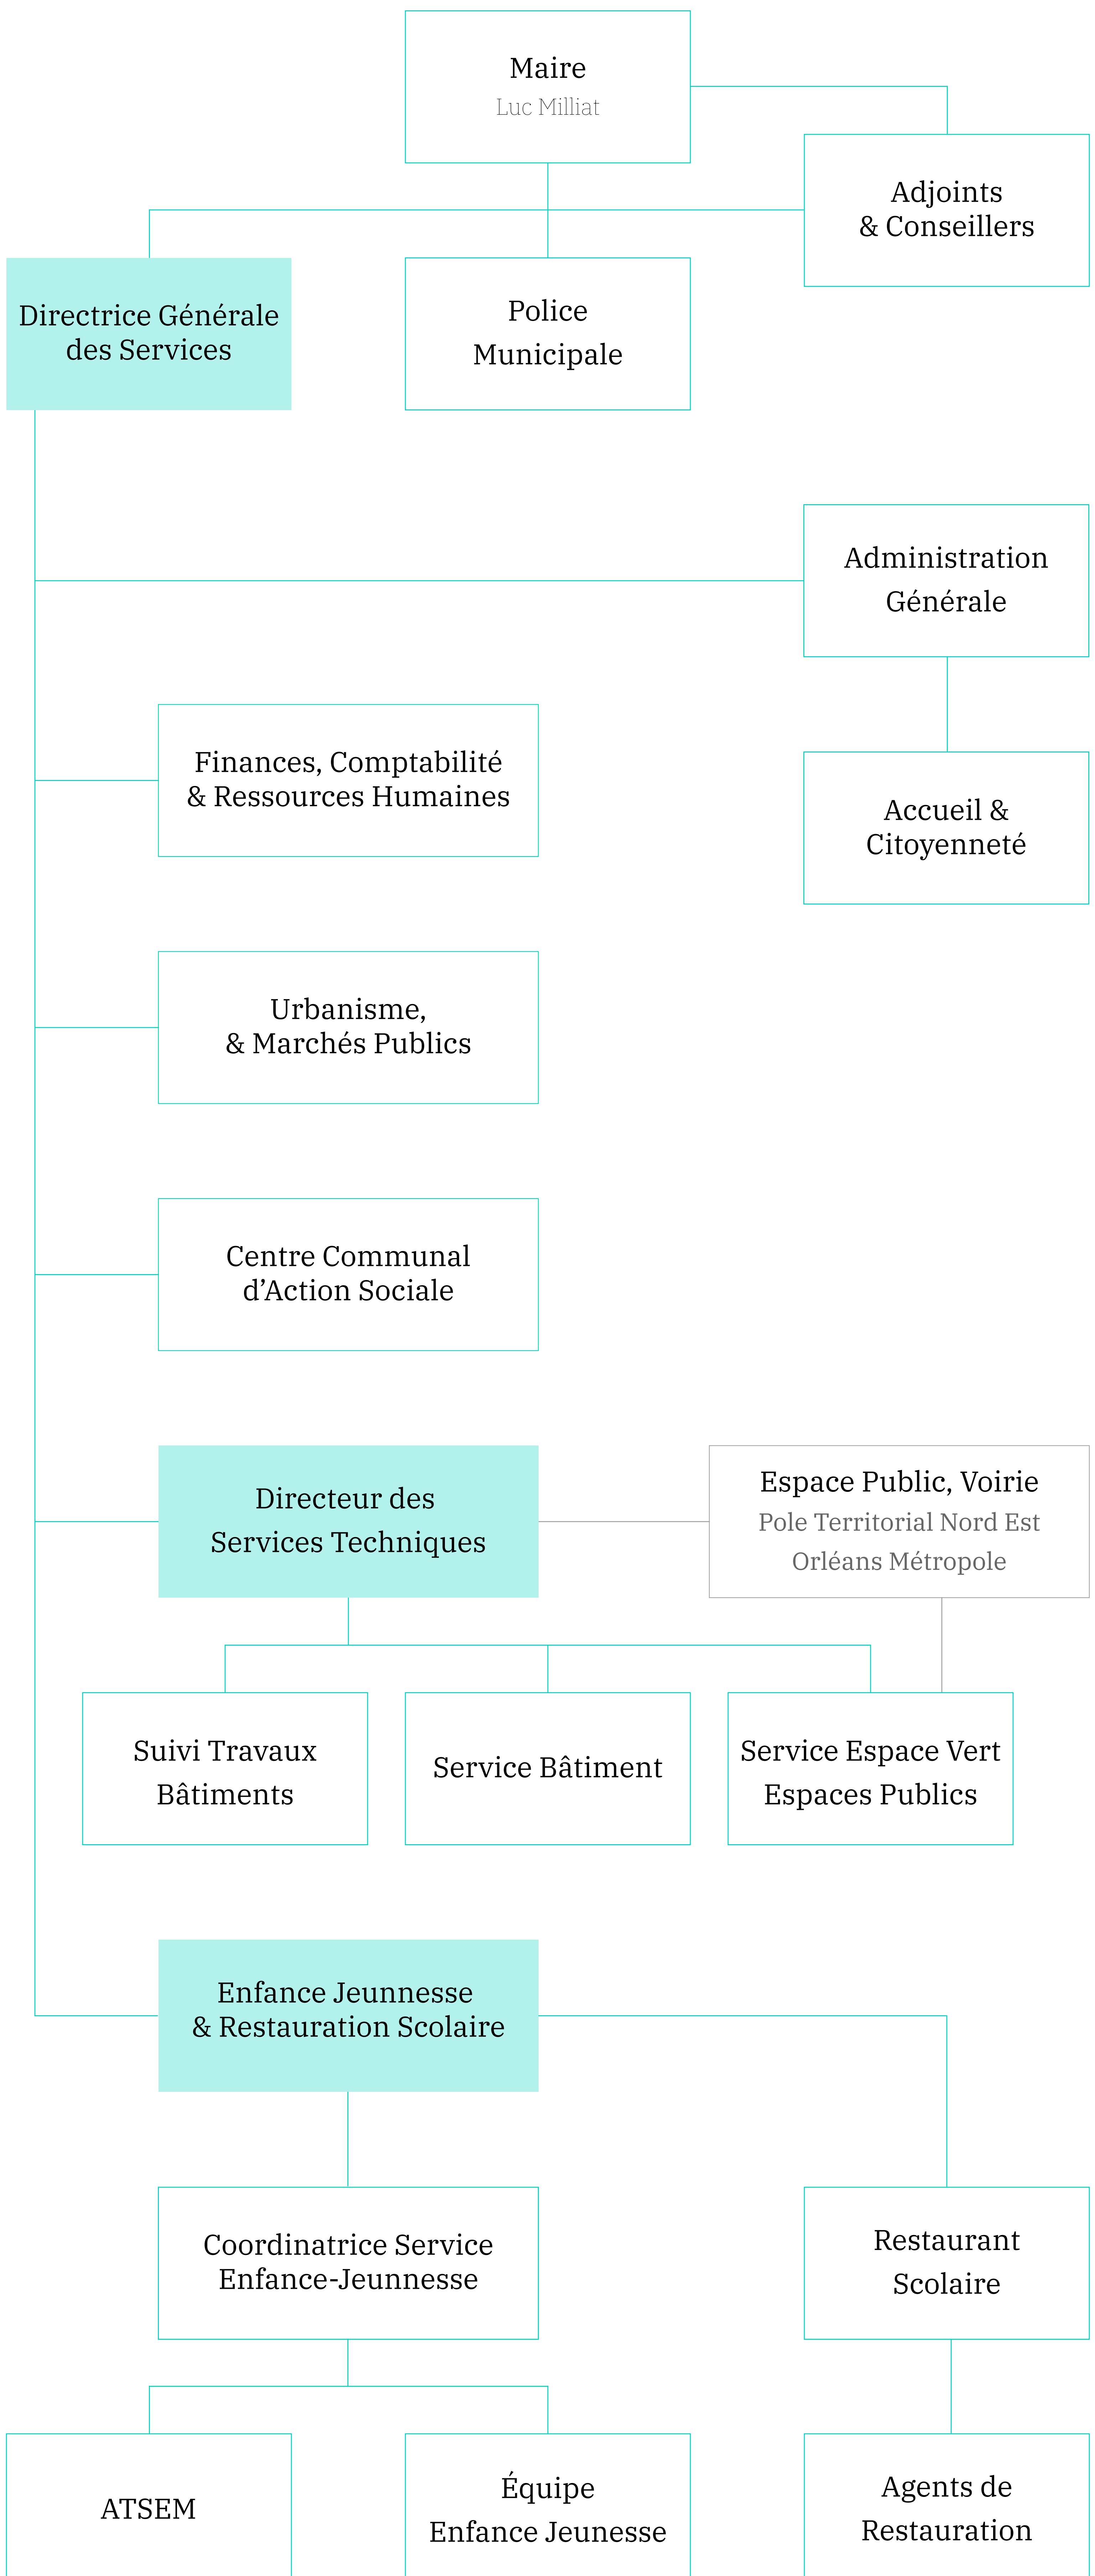 Maire
Luc Milliat
Adjoints
& Conseillers
Directrice Générale
des Services
Police
Municipale
Administration
Générale
Finances, Comptabilité
& Ressources Humaines
Accueil &
Citoyenneté
Urbanisme,
& Marchés Publics
Centre Communal
d’Action Sociale
Directeur des
Services Techniques
Espace Public, Voirie
Pole Territorial Nord Est
Orléans Métropole
Suivi Travaux
Bâtiments
Service Bâtiment
Service Espace Vert
Espaces Publics
Enfance Jeunnesse
& Restauration Scolaire
Coordinatrice Service
Enfance-Jeunnesse
Restaurant
Scolaire
ATSEM
Équipe
Enfance Jeunesse
Agents de
Restauration